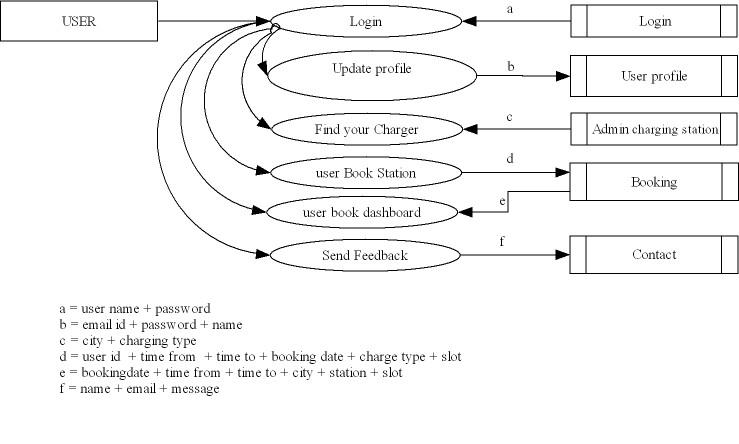 USER
Login
a
Login
Update profile
b
User profile
Find your Charger
c
Admin charging station
user Book Station
d
Booking
user book dashboard
e
Send Feedback
f
Contact
a = user name + password
b = email id + password + name
c = city + charging type
d = user id + time from + time to + booking date + charge type + slot
e = bookingdate + time from + time to + city + station + slot
f = name + email + message